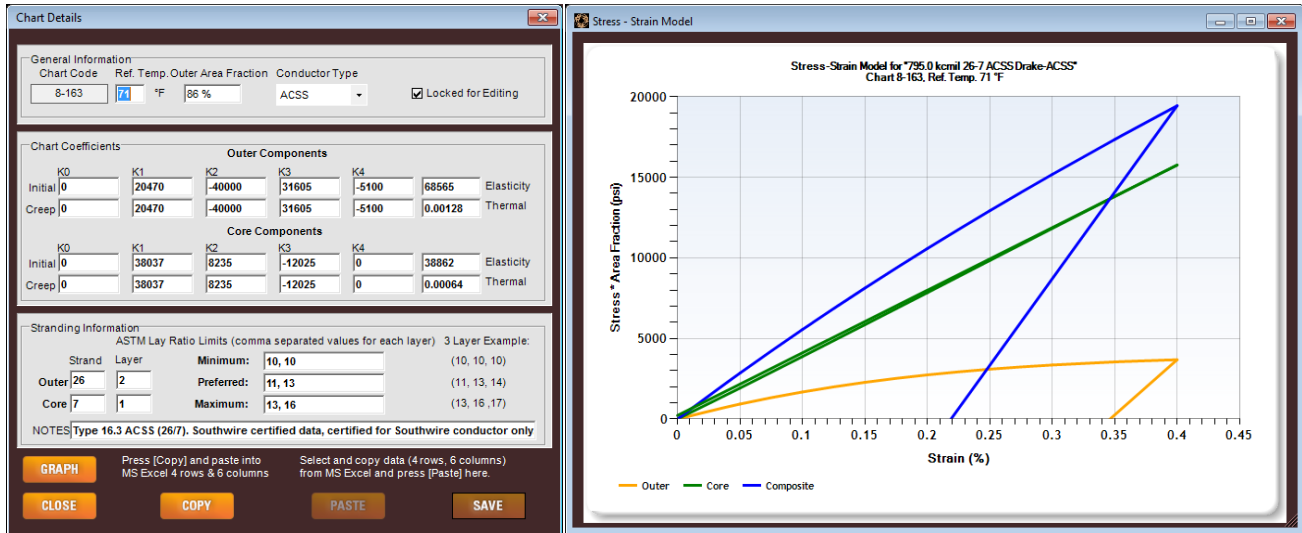 Chart Details
General Information
Chart Code Ref. Temp. Outer Area Fraction Conductor Type
8-163 71 °F 86 % ACSS Locked for Editing
Chart Coefficients
Outer Components
K0 K1 K2 K3 K4
Initial 0 20470 -40000 31605 -5100 68565 Elasticity
Creep 0 20470 -40000 31605 -5100 0.00128 Thermal
Core Components
K0 K1 K2 K3 K4
Initial 0 38037 8235 -12025 0 38862 Elasticity
Creep 0 38037 8235 -12025 0 0.00064 Thermal
Stranding Information
ASTM Lay Ratio Limits (comma separated values for each layer) 3 Layer Example:
Strand Layer Minimum: 10, 10 (10, 10, 10)
Outer 26 2 Preferred: 11, 13 (11, 13, 14)
Core 7 1 Maximum: 13, 16 (13, 16 ,17)
NOTES Type 16.3 ACSS (26/7). Southwire certified data, certified for Southwire conductor only
GRAPH Press [Copy] and paste into Select and copy data (4 rows, 6 columns)
MS Excel 4 rows & 6 columns from MS Excel and press [Paste] here.
CLOSE COPY PASTE SAVE
Stress - Strain Model
Stress-Strain Model for "795.0 kcmil 26-7 ACSS Drake-ACSS"
Chart 8-163, Ref. Temp. 71 °F
Stress * Area Fraction (psi)
20000
15000
10000
5000
0
0 0.05 0.1 0.15 0.2 0.25 0.3 0.35 0.4 0.45
Strain (%)
Outer Core Composite